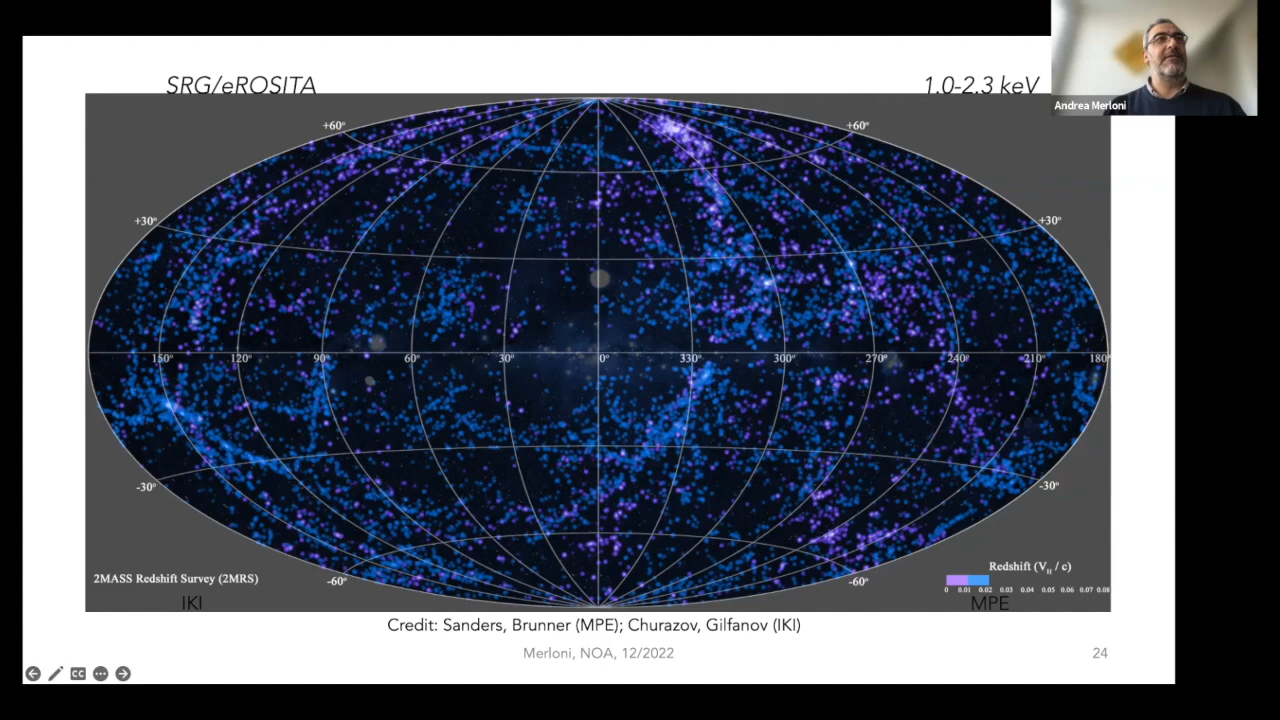 SRG/eROSITA
1.0-2.3 keV
Andrea Merloni
+60°
+60°
+30°
+30°
150° 120° 90° 60° 30° 0° 330° 300° 270° 240° 210° 180°
-30°
-30°
-60°
-60°
2MASS Redshift Survey (2MRS)
Redshift (V_H / c)
0 0.01 0.02 0.03 0.04 0.05 0.06 0.07 0.08
IKI
MPE
Credit: Sanders, Brunner (MPE); Churazov, Gilfanov (IKI)
Merloni, NOA, 12/2022
24
CC